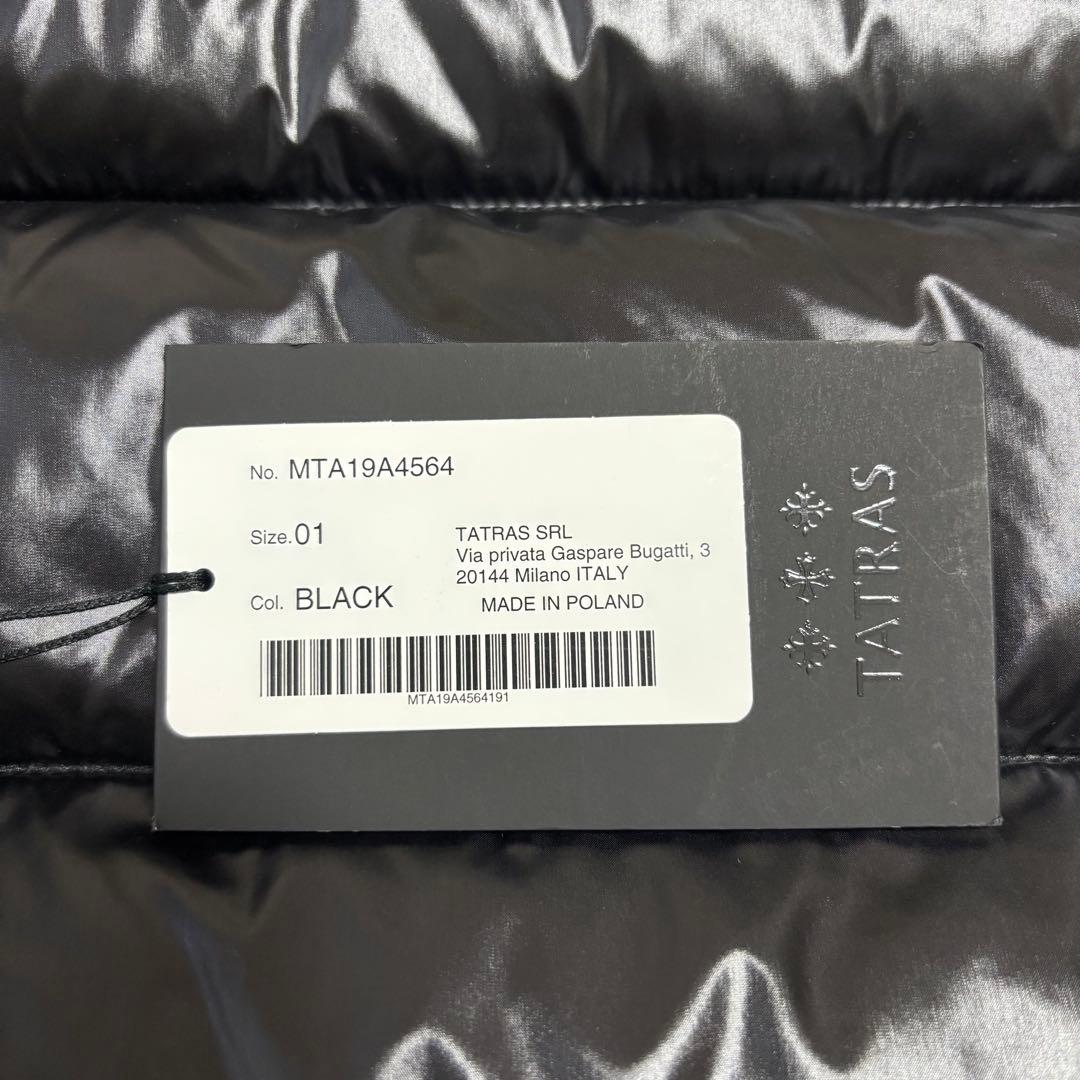 No. MTA19A4564
Size.01
TATRAS SRL
Via privata Gaspare Bugatti, 3
20144 Milano ITALY
Col. BLACK
MADE IN POLAND
MTA19A4564191
TATRAS